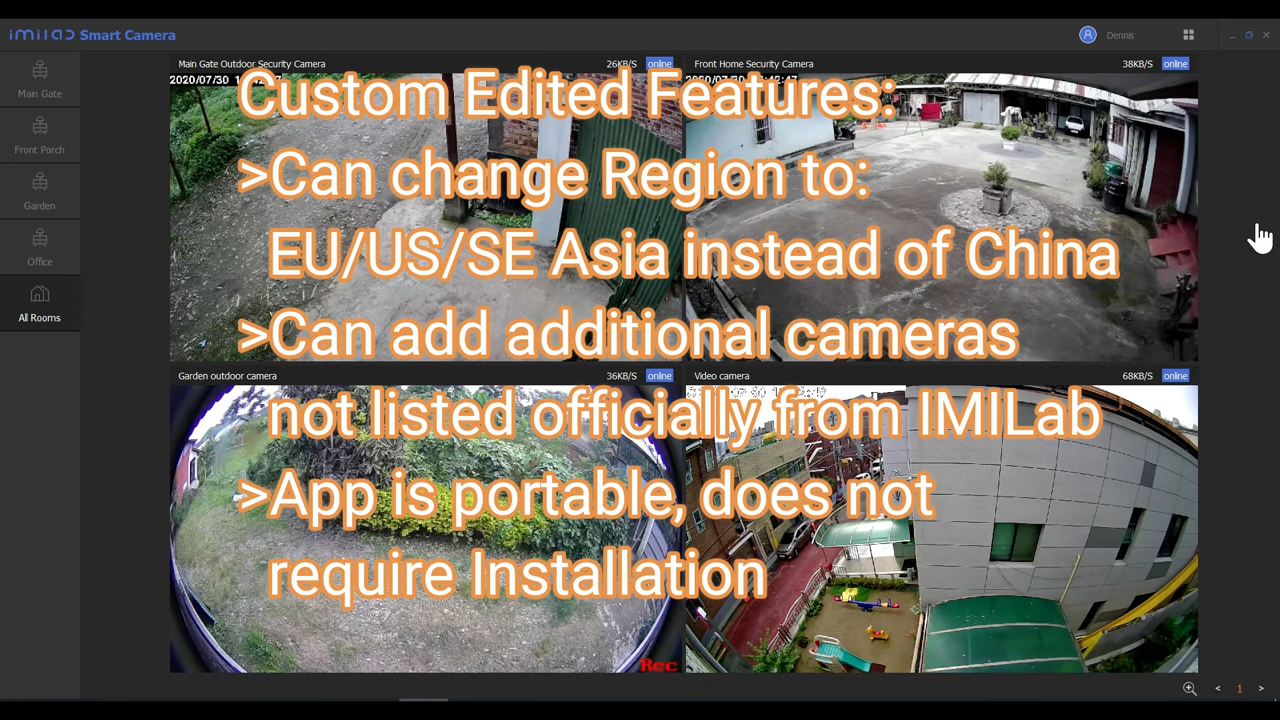 imilab Smart Camera
Dennis
Main Gate
Front Porch
Garden
Office
All Rooms
Main Gate Outdoor Security Camera
26KB/S
online
Front Home Security Camera
38KB/S
online
2020/07/30
Custom Edited Features:
>Can change Region to:
EU/US/SE Asia instead of China
>Can add additional cameras
Garden outdoor camera
36KB/S
online
Video camera
68KB/S
online
not listed officially from IMILab
>App is portable, does not
require Installation
Rec
< 1 >